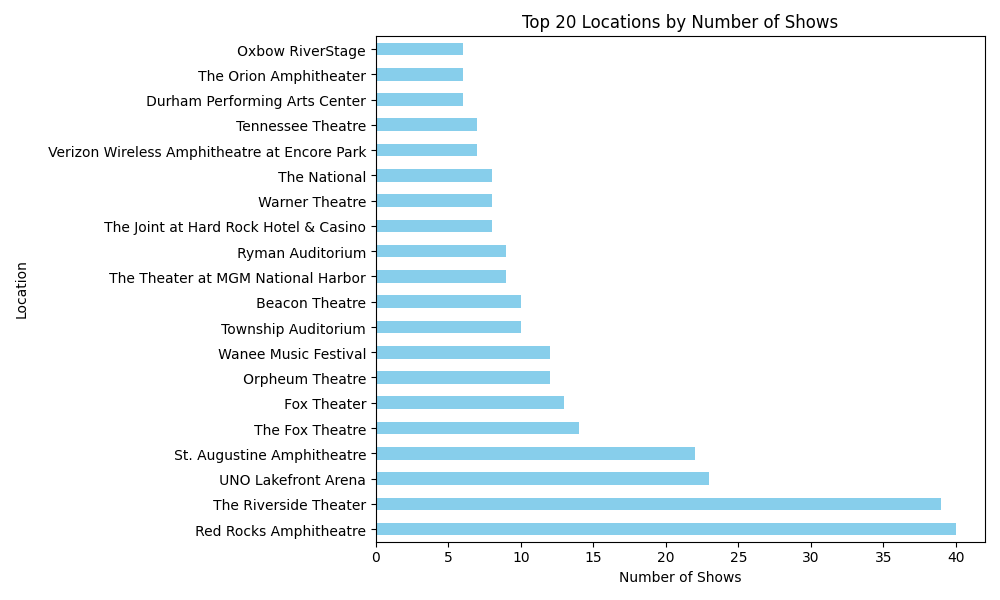 Top 20 Locations by Number of Shows
Oxbow RiverStage
The Orion Amphitheater
Durham Performing Arts Center
Tennessee Theatre
Verizon Wireless Amphitheatre at Encore Park
The National
Warner Theatre
The Joint at Hard Rock Hotel & Casino
Ryman Auditorium
The Theater at MGM National Harbor
Beacon Theatre
Township Auditorium
Wanee Music Festival
Orpheum Theatre
Fox Theater
The Fox Theatre
St. Augustine Amphitheatre
UNO Lakefront Arena
The Riverside Theater
Red Rocks Amphitheatre
Location
0 5 10 15 20 25 30 35 40
Number of Shows